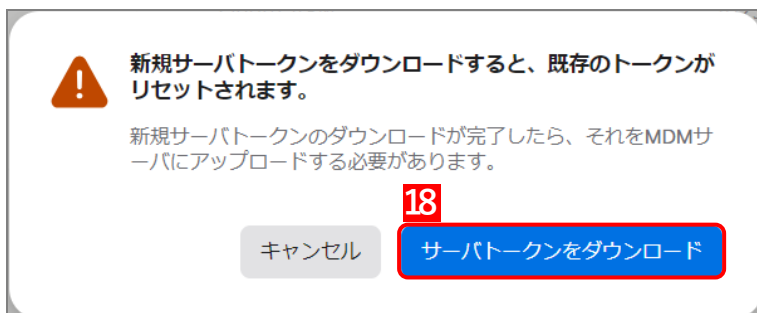 新規サーバトークンをダウンロードすると、既存のトークンが
リセットされます。
新規サーバトークンのダウンロードが完了したら、それをMDMサ
ーバにアップロードする必要があります。
18
キャンセル
サーバトークンをダウンロード